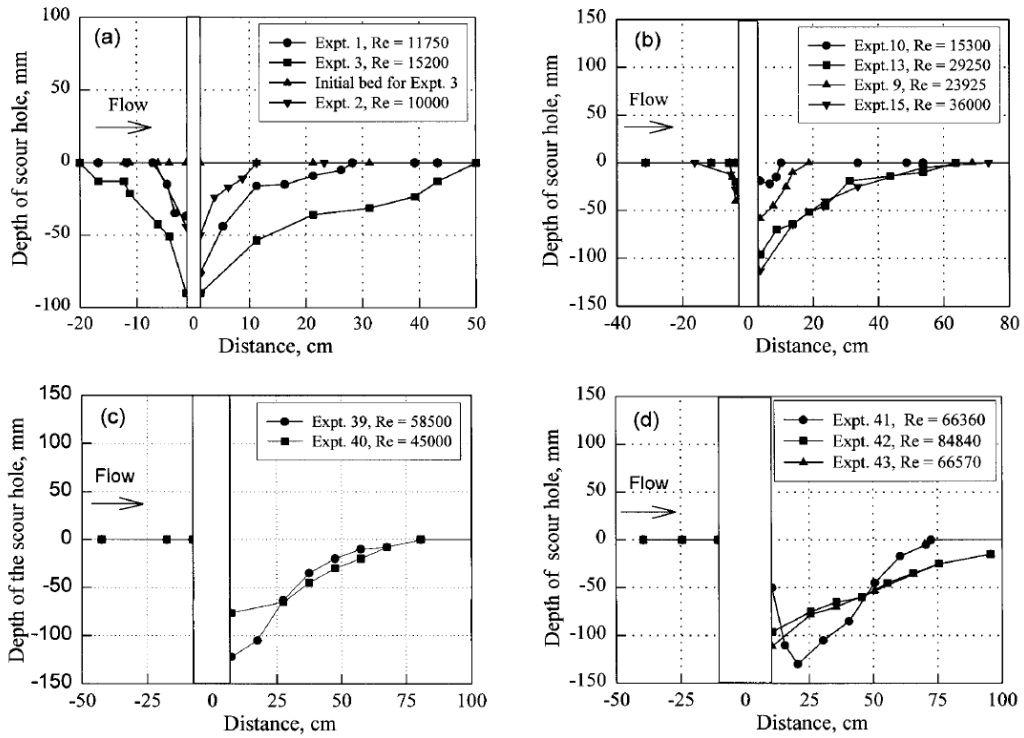 (a)
Expt. 1, Re = 11750
Expt. 3, Re = 15200
Initial bed for Expt. 3
Expt. 2, Re = 10000
Flow
Depth of scour hole, mm
100
50
0
-50
-100
-20 -10 0 10 20 30 40 50
Distance, cm
(b)
Expt.10, Re = 15300
Expt.13, Re = 29250
Expt. 9, Re = 23925
Expt.15, Re = 36000
Flow
Depth of scour hole, mm
150
100
50
0
-50
-100
-150
-40 -20 0 20 40 60 80
Distance, cm
(c)
Expt. 39, Re = 58500
Expt. 40, Re = 45000
Flow
Depth of the scour hole, mm
150
100
50
0
-50
-100
-150
-50 -25 0 25 50 75 100
Distance, cm
(d)
Expt. 41, Re = 66360
Expt. 42, Re = 84840
Expt. 43, Re = 66570
Flow
Depth of scour hole, mm
150
100
50
0
-50
-100
-150
-50 -25 0 25 50 75 100
Distance, cm